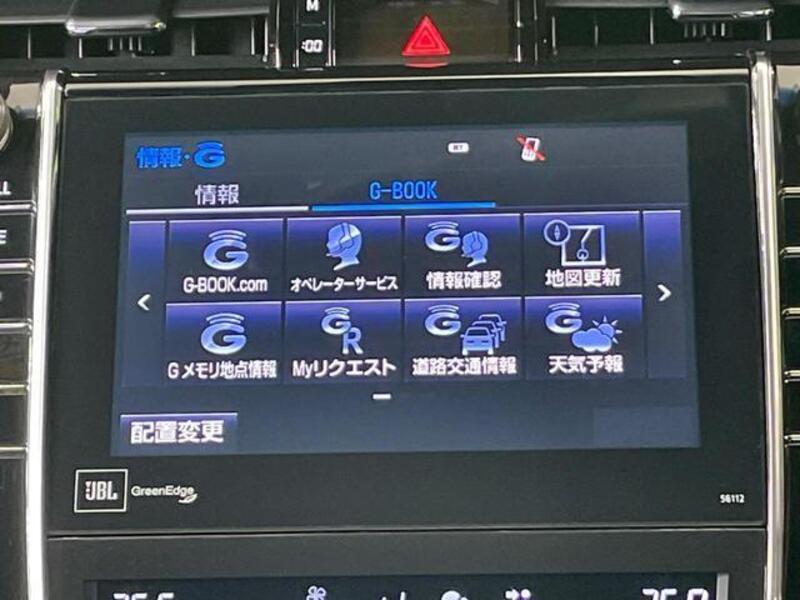 M
:00
情報・G
BT
情報 G-BOOK
G-BOOK.com オペレーターサービス 情報確認 地図更新
Gメモリ地点情報 Myリクエスト 道路交通情報 天気予報
配置変更
JBL GreenEdge
56112